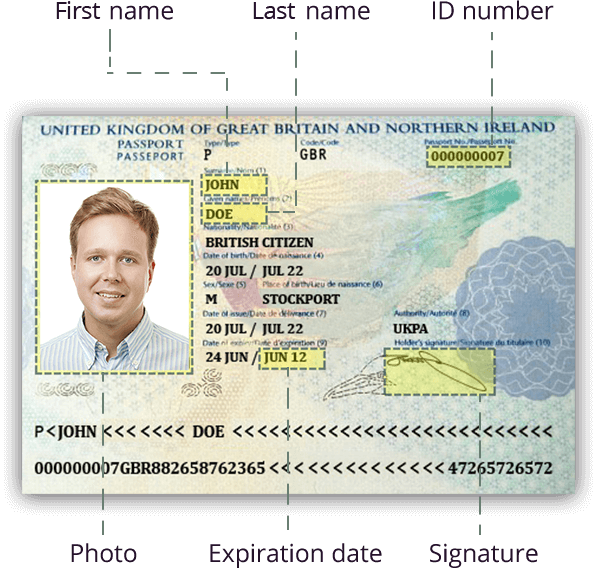 First name Last name ID number
UNITED KINGDOM OF GREAT BRITAIN AND NORTHERN IRELAND
PASSPORT Type/Type Code/Code Passport No./Passeport No.
PASSEPORT P GBR 000000007
Surname/Nom (1)
JOHN
Given names/Prénoms (2)
DOE
Nationality/Nationalité (3)
BRITISH CITIZEN
Date of birth/Date de naissance (4)
20 JUL / JUL 22
Sex/Sexe (5) Place of birth/Lieu de naissance (6)
M STOCKPORT
Date of issue/Date de délivrance (7) Authority/Autorité (8)
20 JUL / JUL 22 UKPA
Date of expiry/Date d'expiration (9) Holder's signature/Signature du titulaire (10)
24 JUN / JUN 12
P<JOHN <<<<<<< DOE <<<<<<<<<<<<<<<<<<<<<<<<<
000000007GBR882658762365 <<<<<<<<<<<<<< 47265726572
Photo Expiration date Signature